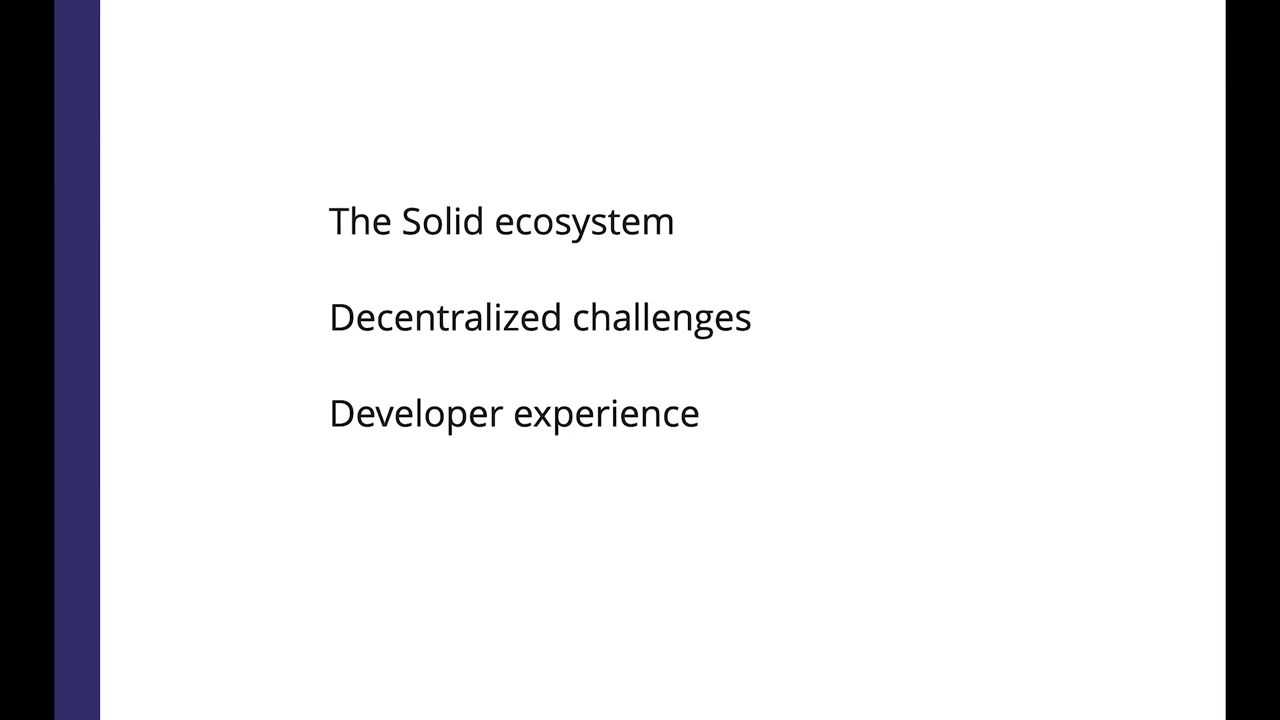 The Solid ecosystem
Decentralized challenges
Developer experience